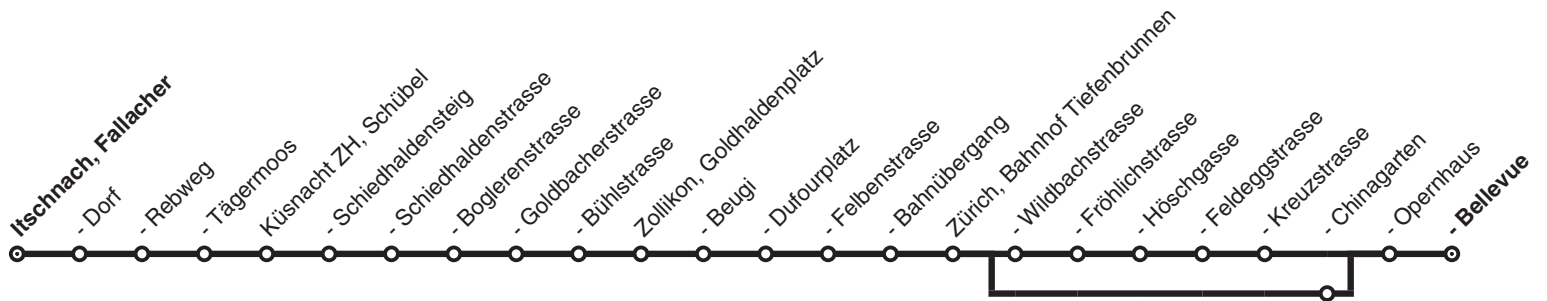 Itschnach, Fallacher
- Dorf
- Rebweg
- Tägermoos
Küsnacht ZH, Schübel
- Schiedhaldensteig
- Schiedhaldenstrasse
- Boglerenstrasse
- Goldbacherstrasse
- Bühlstrasse
Zollikon, Goldhaldenplatz
- Beugi
- Dufourplatz
- Felbenstrasse
- Bahnübergang
Zürich, Bahnhof Tiefenbrunnen
- Wildbachstrasse
- Fröhlichstrasse
- Höschgasse
- Feldeggstrasse
- Kreuzstrasse
- Chinagarten
- Opernhaus
- Bellevue